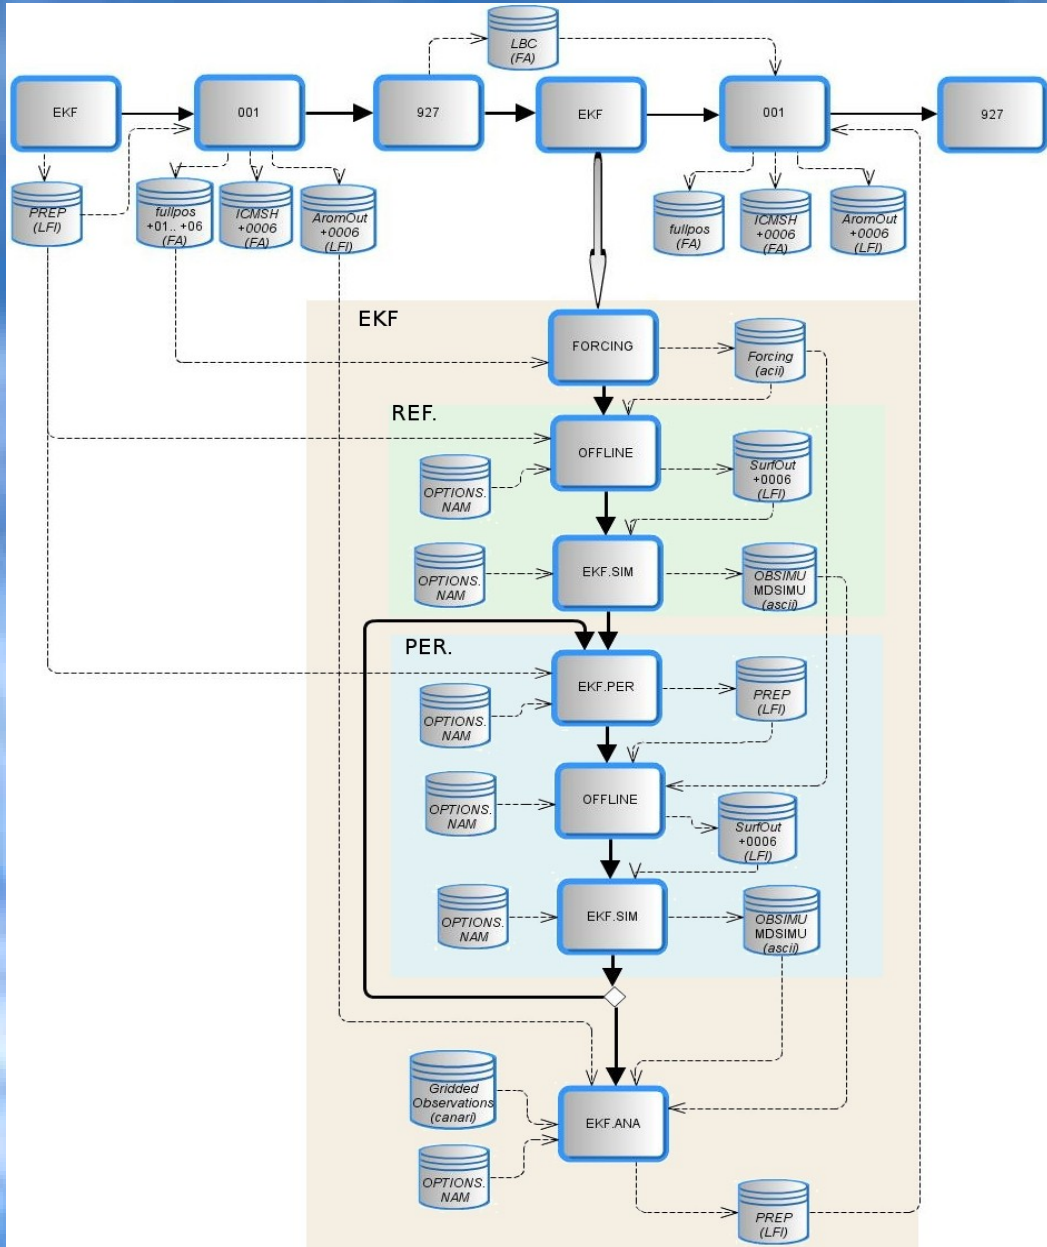 LBC
(FA)
EKF
001
927
EKF
001
927
PREP
(LFI)
fullpos
+01.. +06
(FA)
ICMSH
+0006
(FA)
AromOut
+0006
(LFI)
fullpos
(FA)
ICMSH
+0006
(FA)
AromOut
+0006
(LFI)
EKF
FORCING
Forcing
(acii)
REF.
OFFLINE
OPTIONS.
NAM
SurfOut
+0006
(LFI)
EKF.SIM
OPTIONS.
NAM
OBSIMU
MDSIMU
(ascii)
PER.
EKF.PER
OPTIONS.
NAM
PREP
(LFI)
OFFLINE
OPTIONS.
NAM
SurfOut
+0006
(LFI)
EKF.SIM
OPTIONS.
NAM
OBSIMU
MDSIMU
(ascii)
Gridded
Observations
(canari)
EKF.ANA
OPTIONS.
NAM
PREP
(LFI)